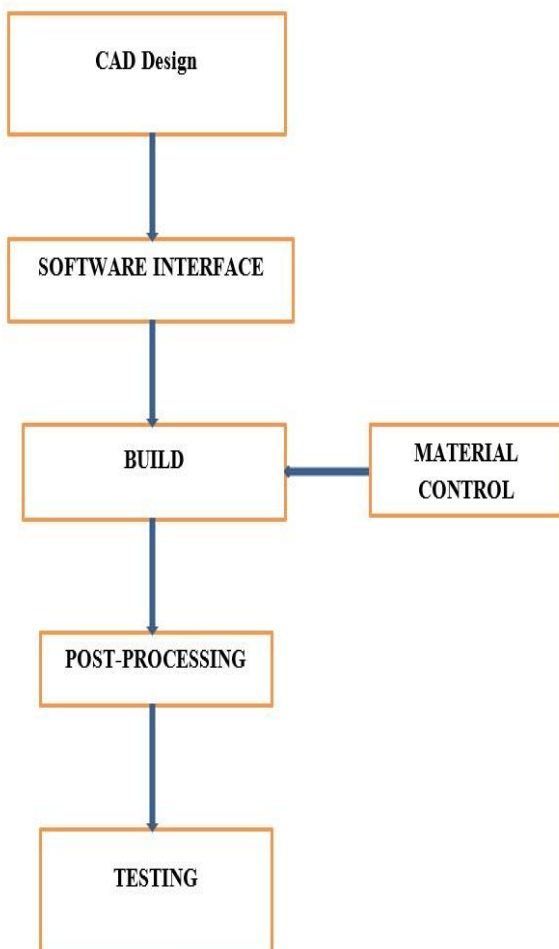 CAD Design
SOFTWARE INTERFACE
BUILD
MATERIAL
CONTROL
POST-PROCESSING
TESTING